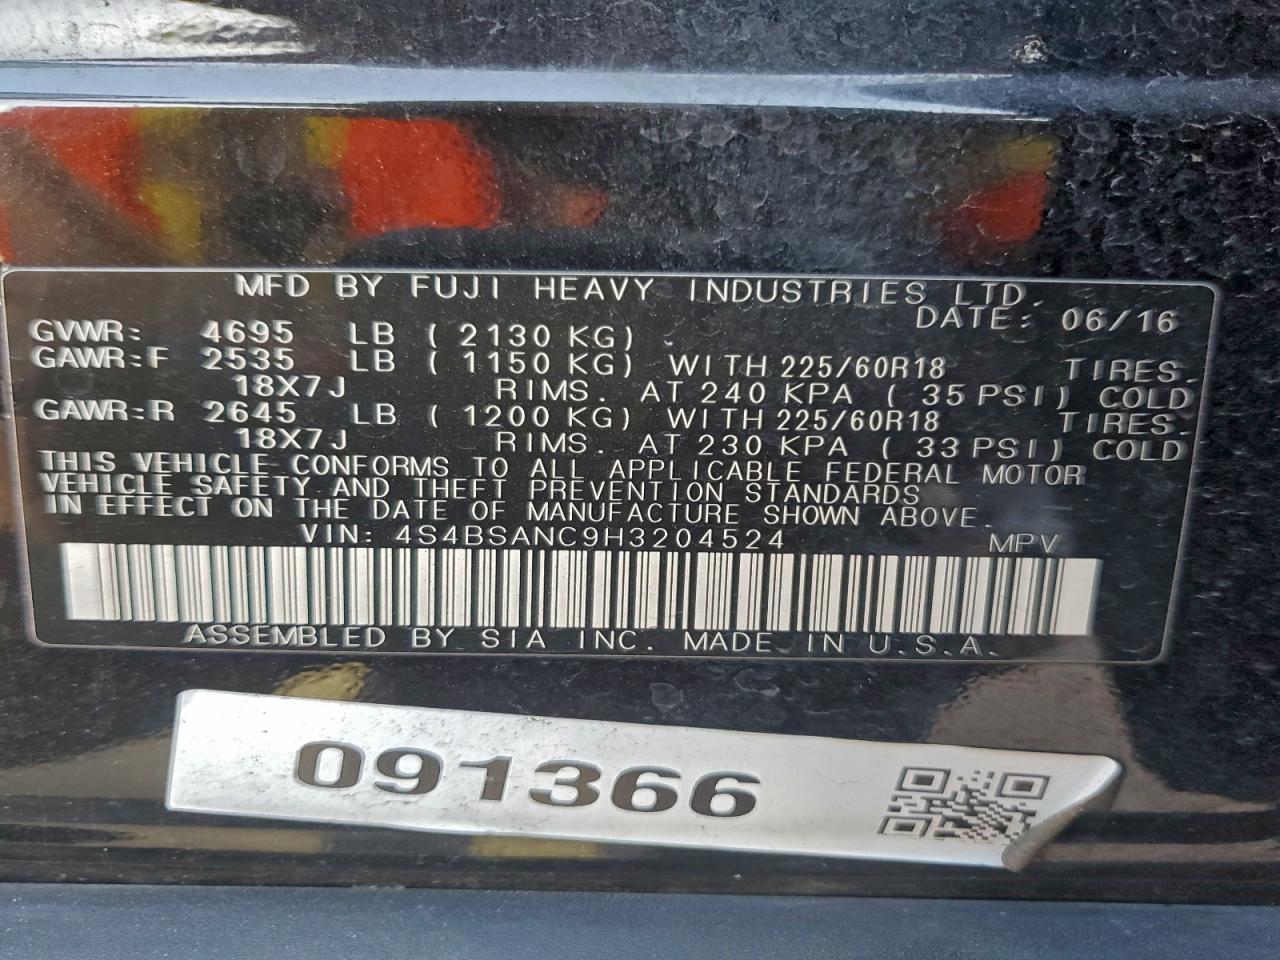 MFD BY FUJI HEAVY INDUSTRIES LTD.
DATE: 06/16
GVWR: 4695 LB ( 2130 KG)
GAWR:F 2535 LB ( 1150 KG) WITH 225/60R18 TIRES.
18X7J RIMS. AT 240 KPA ( 35 PSI) COLD
GAWR:R 2645 LB ( 1200 KG) WITH 225/60R18 TIRES.
18X7J RIMS. AT 230 KPA ( 33 PSI) COLD
THIS VEHICLE CONFORMS TO ALL APPLICABLE FEDERAL MOTOR
VEHICLE SAFETY AND THEFT PREVENTION STANDARDS
IN EFFECT ON THE DATE OF MANUFACTURE SHOWN ABOVE.
VIN: 4S4BSANC9H3204524 MPV
ASSEMBLED BY SIA INC. MADE IN U.S.A.
091366